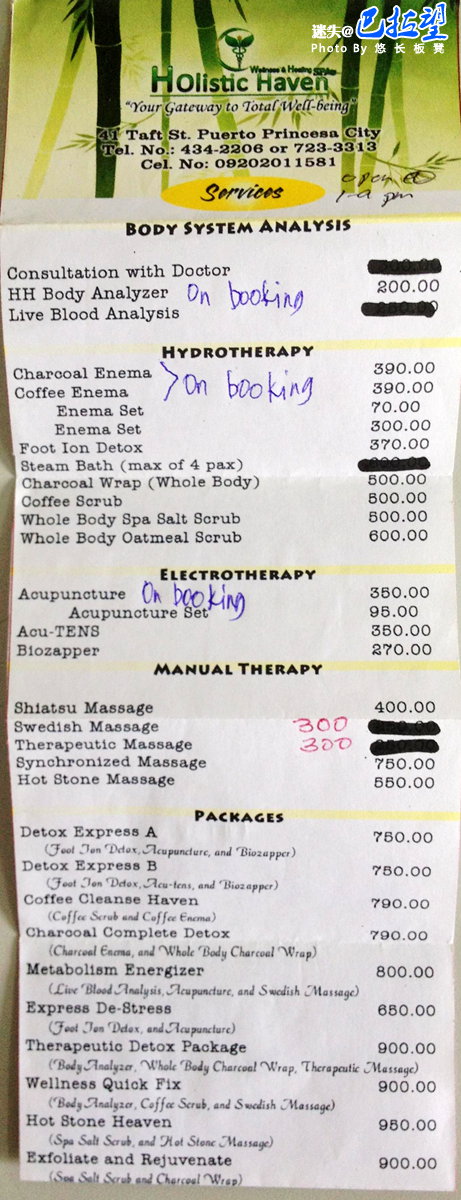 迷失@巴拉望
Photo By 悠长板凳
Wellness & Healing
Holistic Haven
"Your Gateway to Total Well-being"
41 Taft St. Puerto Princesa City
Tel. No.: 434-2206 or 723-3313
Cel. No: 09202011581
Services
open
BODY SYSTEM ANALYSIS
Consultation with Doctor
HH Body Analyzer On booking 200.00
Live Blood Analysis
HYDROTHERAPY
Charcoal Enema 390.00
Coffee Enema >On booking 390.00
Enema Set 70.00
Enema Set 300.00
Foot Ion Detox 370.00
Steam Bath (max of 4 pax)
Charcoal Wrap (Whole Body) 500.00
Coffee Scrub 500.00
Whole Body Spa Salt Scrub 500.00
Whole Body Oatmeal Scrub 600.00
ELECTROTHERAPY
Acupuncture On booking 350.00
Acupuncture Set 95.00
Acu-TENS 350.00
Biozapper 270.00
MANUAL THERAPY
Shiatsu Massage 400.00
Swedish Massage 300
Therapeutic Massage 300
Synchronized Massage 750.00
Hot Stone Massage 550.00
PACKAGES
Detox Express A 750.00
(Foot Ion Detox, Acupuncture, and Biozapper)
Detox Express B 750.00
(Foot Ion Detox, Acu-tens, and Biozapper)
Coffee Cleanse Haven 790.00
(Coffee Scrub and Coffee Enema)
Charcoal Complete Detox 790.00
(Charcoal Enema, and Whole Body Charcoal Wrap)
Metabolism Energizer 800.00
(Live Blood Analysis, Acupuncture, and Swedish Massage)
Express De-Stress 650.00
(Foot Ion Detox, and Acupuncture)
Therapeutic Detox Package 900.00
(Body Analyzer, Whole Body Charcoal Wrap, Therapeutic Massage)
Wellness Quick Fix 900.00
(Body Analyzer, Coffee Scrub, and Swedish Massage)
Hot Stone Heaven 950.00
(Spa Salt Scrub, and Hot Stone Massage)
Exfoliate and Rejuvenate 900.00
(Spa Salt Scrub and Charcoal Wrap)